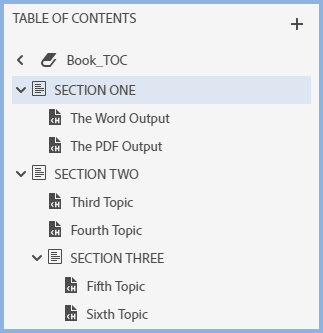 TABLE OF CONTENTS
Book_TOC
SECTION ONE
The Word Output
The PDF Output
SECTION TWO
Third Topic
Fourth Topic
SECTION THREE
Fifth Topic
Sixth Topic